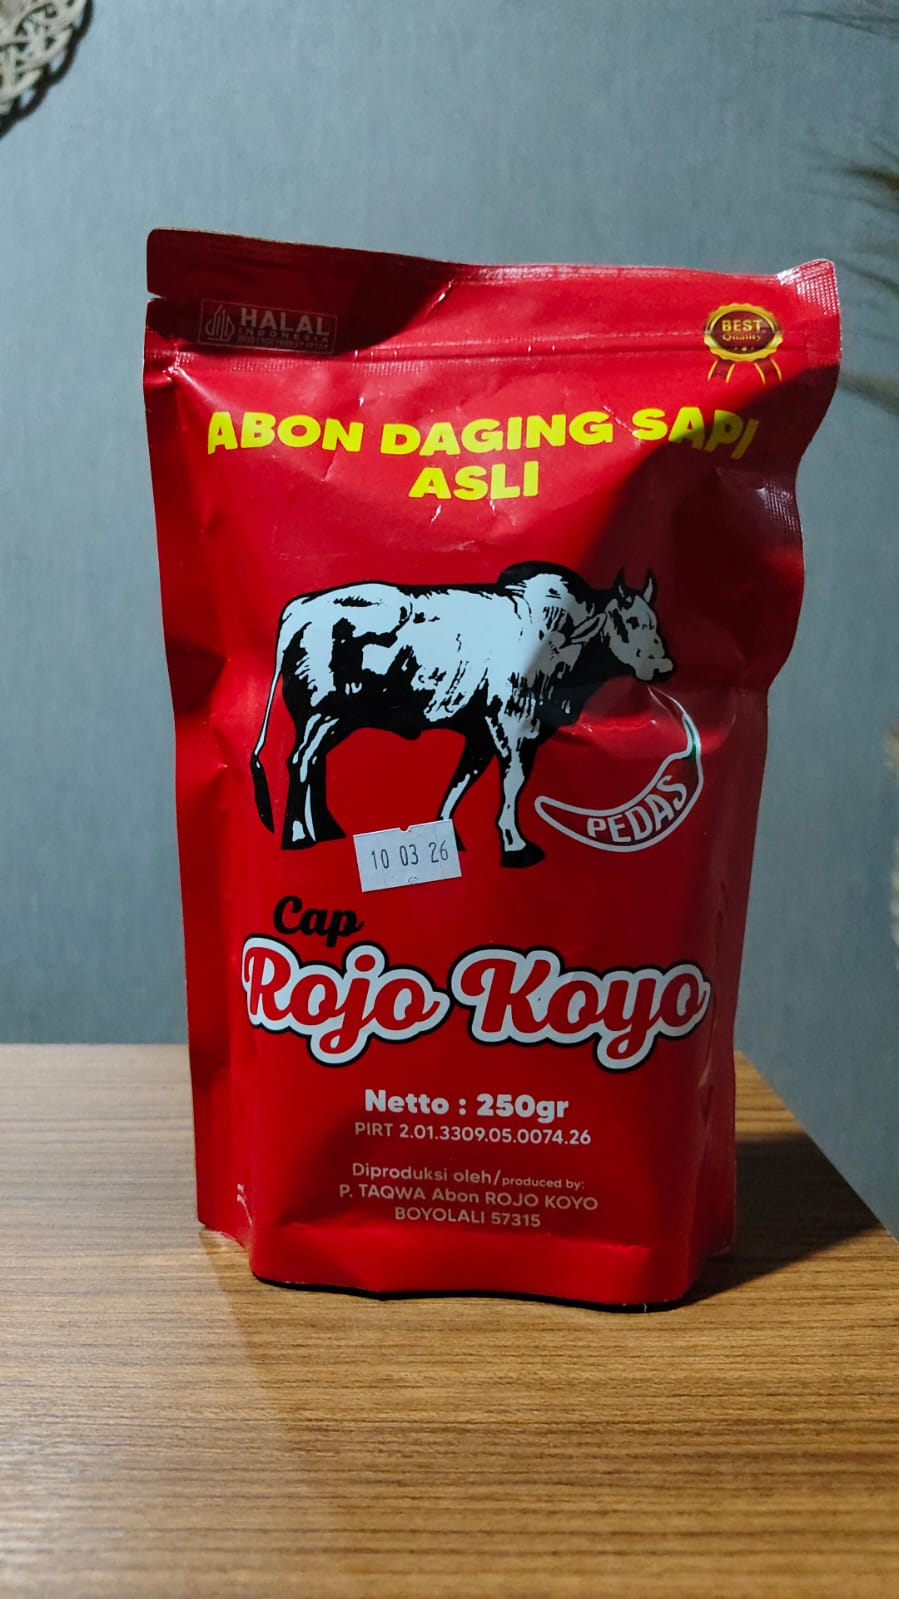 HALAL
INDONESIA
BEST
Quality
ABON DAGING SAPI
ASLI
PEDAS
10 03 26
Cap
Rojo Koyo
Netto : 250gr
PIRT 2.01.3309.05.0074.26
Diproduksi oleh/produced by:
P. TAQWA Abon ROJO KOYO
BOYOLALI 57315